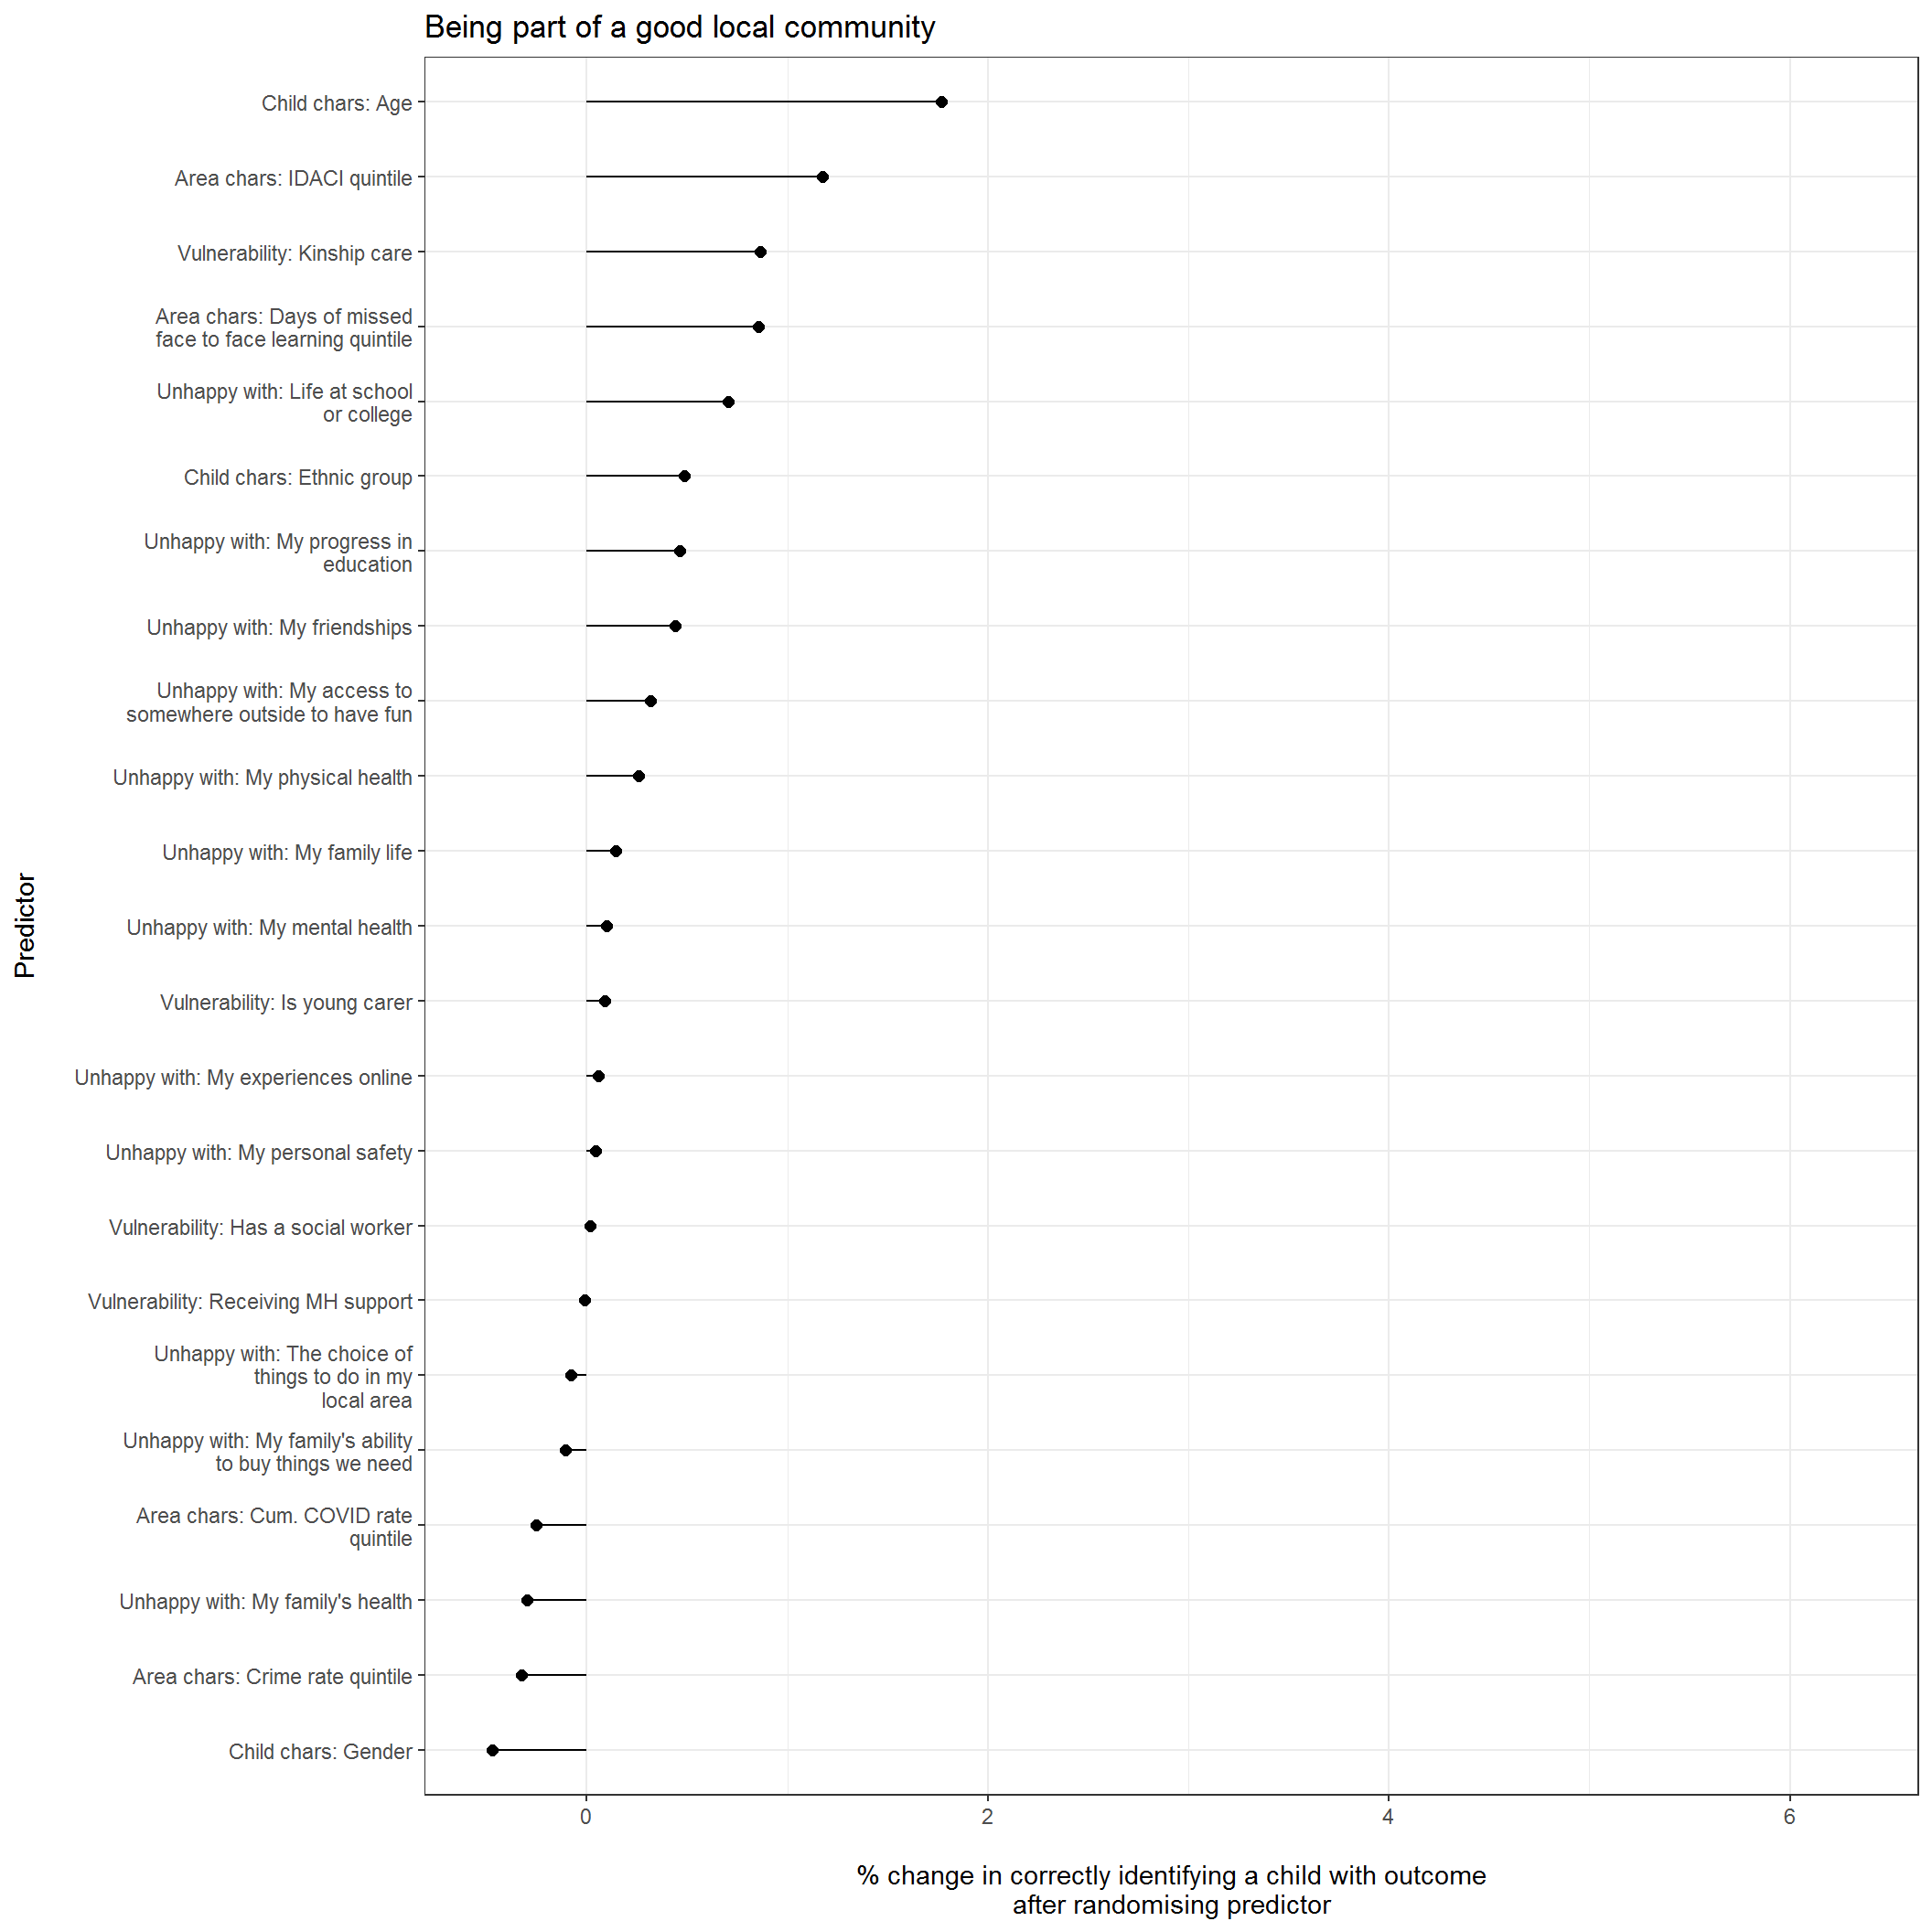 Being part of a good local community
Child chars: Age
Area chars: IDACI quintile
Vulnerability: Kinship care
Area chars: Days of missed
face to face learning quintile
Unhappy with: Life at school
or college
Child chars: Ethnic group
Unhappy with: My progress in
education
Unhappy with: My friendships
Unhappy with: My access to
somewhere outside to have fun
Unhappy with: My physical health
Unhappy with: My family life
Unhappy with: My mental health
Vulnerability: Is young carer
Unhappy with: My experiences online
Unhappy with: My personal safety
Vulnerability: Has a social worker
Vulnerability: Receiving MH support
Unhappy with: The choice of
things to do in my
local area
Unhappy with: My family's ability
to buy things we need
Area chars: Cum. COVID rate
quintile
Unhappy with: My family's health
Area chars: Crime rate quintile
Child chars: Gender
Predictor
0 2 4 6
% change in correctly identifying a child with outcome
after randomising predictor